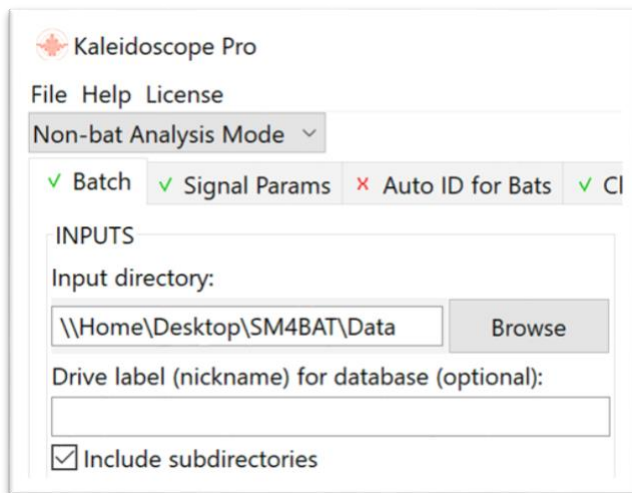 Kaleidoscope Pro
File Help License
Non-bat Analysis Mode
Batch Signal Params Auto ID for Bats Cl
INPUTS
Input directory:
\\Home\Desktop\SM4BAT\Data Browse
Drive label (nickname) for database (optional):
Include subdirectories